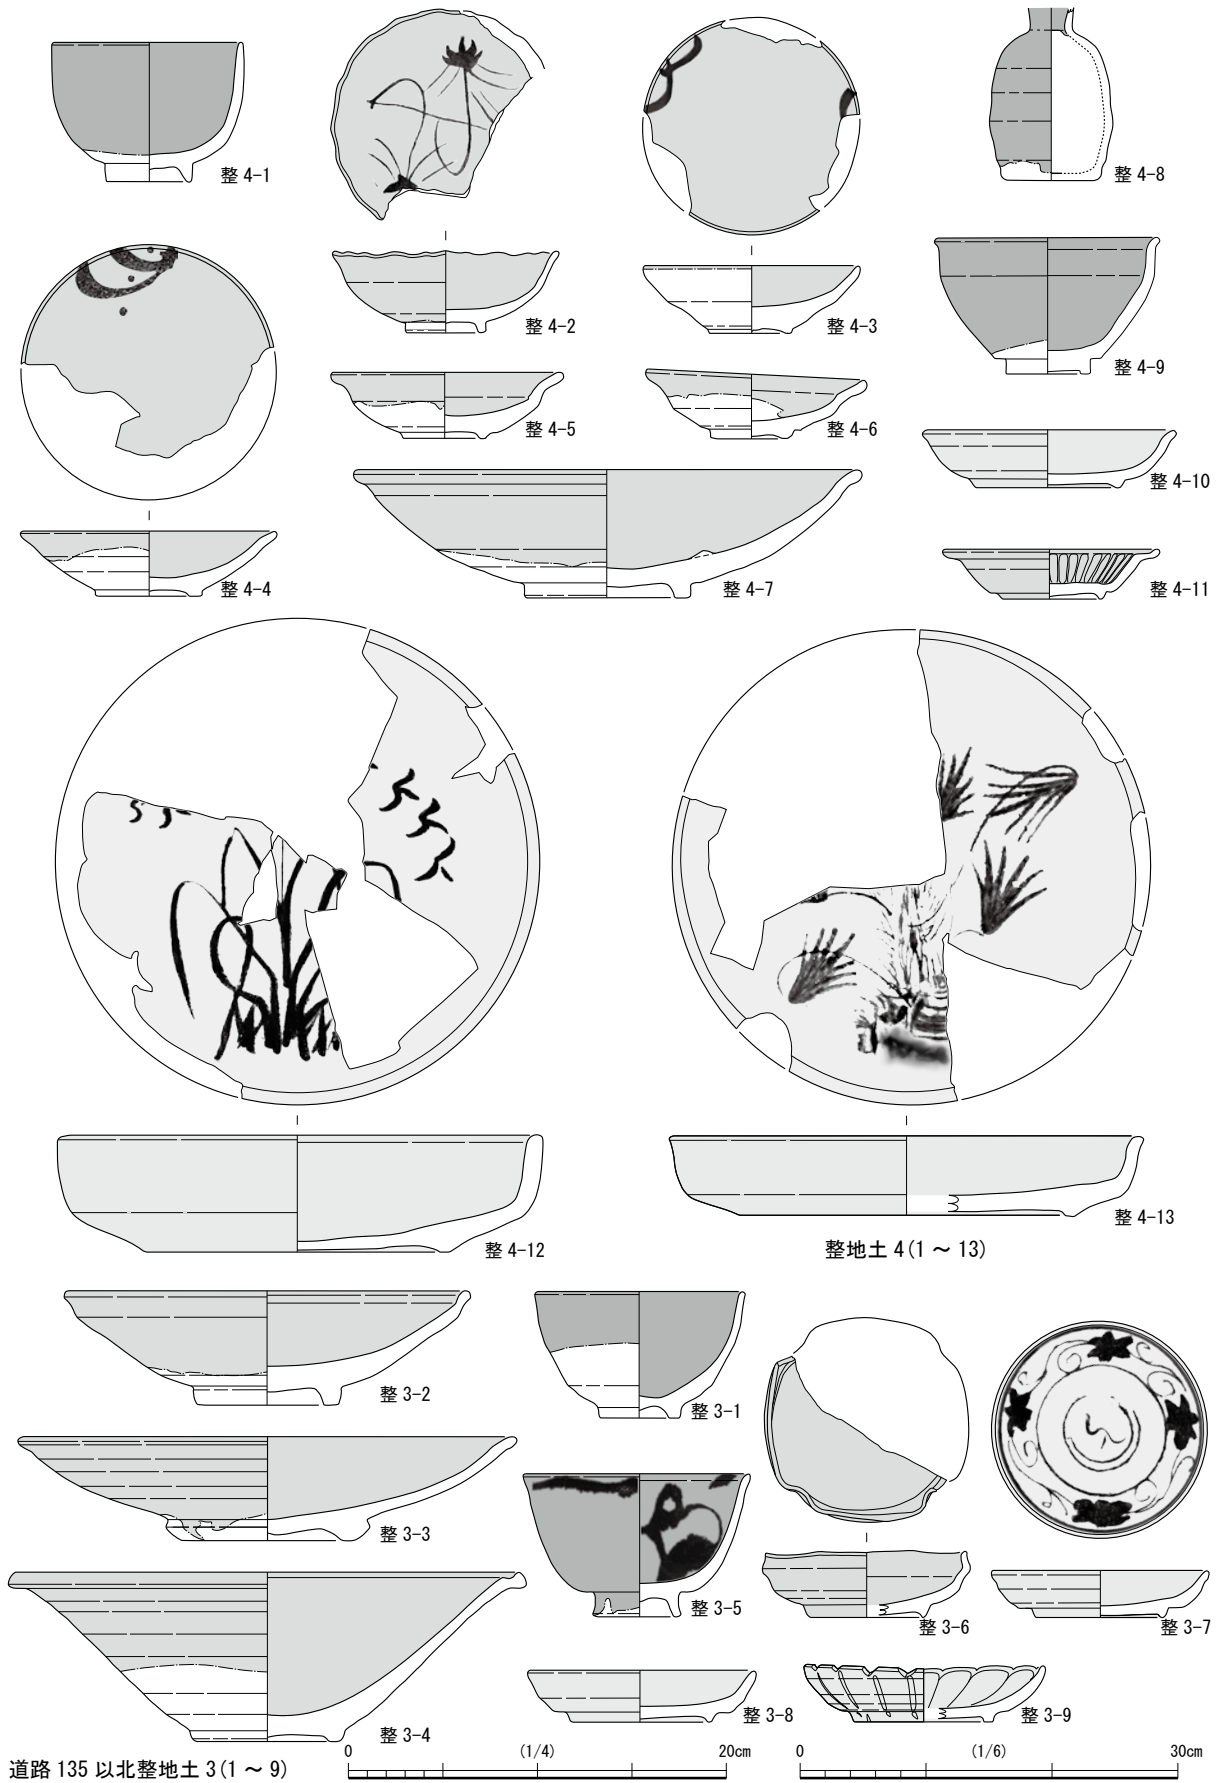 整 4-1
整 4-8
整 4-2
整 4-3
整 4-9
整 4-5
整 4-6
整 4-10
整 4-4
整 4-7
整 4-11
整 4-12
整 4-13
整地土 4(1 ～ 13)
整 3-2
整 3-1
整 3-3
整 3-5
整 3-6
整 3-7
整 3-4
整 3-8
整 3-9
道路 135 以北整地土 3(1 ～ 9)
0 (1/4) 20cm
0 (1/6) 30cm